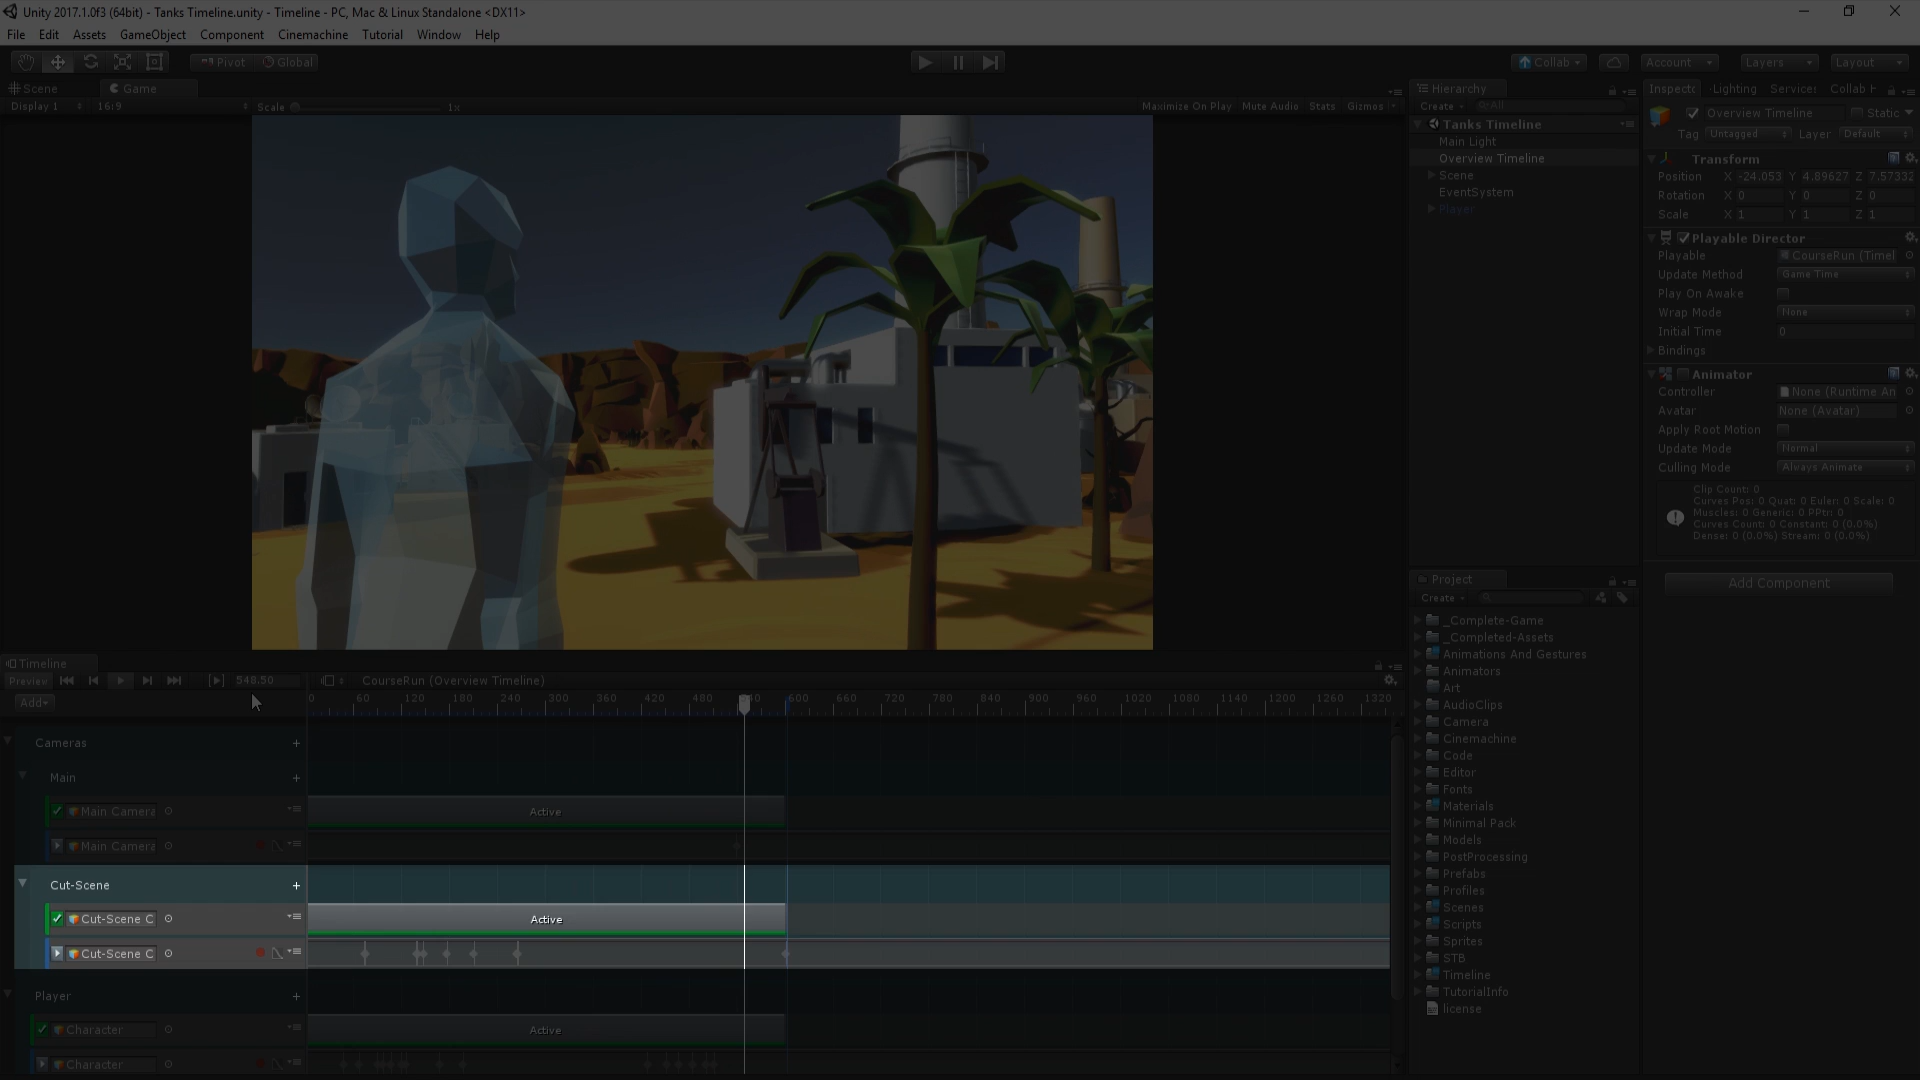 Unity 2017.1.0f3 (64bit) - Tanks Timeline.unity - Timeline - PC, Mac & Linux Standalone <DX11>
File Edit Assets GameObject Component Cinemachine Tutorial Window Help
Pivot Global Collab Account Layers Layout
Scene Game
Display 1 16:9 Scale 1x Maximize On Play Mute Audio Stats Gizmos
Hierarchy
Create All
Tanks Timeline
Main Light
Overview Timeline
Scene
EventSystem
Player
Inspecto Lighting Services Collab H
Overview Timeline Static
Tag Untagged Layer Default
Transform
Position X -24.053 Y 4.89627 Z 7.57332
Rotation X 0 Y 0 Z 0
Scale X 1 Y 1 Z 1
Playable Director
Playable CourseRun (Timel
Update Method Game Time
Play On Awake
Wrap Mode None
Initial Time 0
Bindings
Animator
Controller None (Runtime An
Avatar None (Avatar)
Apply Root Motion
Update Mode Normal
Culling Mode Always Animate
Clip Count: 0
Curves Pos: 0 Quat: 0 Euler: 0 Scale: 0
Muscles: 0 Generic: 0 PPtr: 0
Curves Count: 0 Constant: 0 (0.0%)
Dense: 0 (0.0%) Stream: 0 (0.0%)
Add Component
Project
Create
_Complete-Game
_Completed-Assets
Animations And Gestures
Animators
Art
AudioClips
Camera
Cinemachine
Code
Editor
Fonts
Materials
Minimal Pack
Models
PostProcessing
Prefabs
Profiles
Scenes
Scripts
Sprites
STB
Timeline
TutorialInfo
license
Timeline
Preview 548.50 CourseRun (Overview Timeline)
Add 0 60 120 180 240 300 360 420 480 540 600 660 720 780 840 900 960 1020 1080 1140 1200 1260 1320
Cameras
Main
Main Camera Active
Main Camera
Cut-Scene
Cut-Scene C Active
Cut-Scene C
Player
Character Active
Character